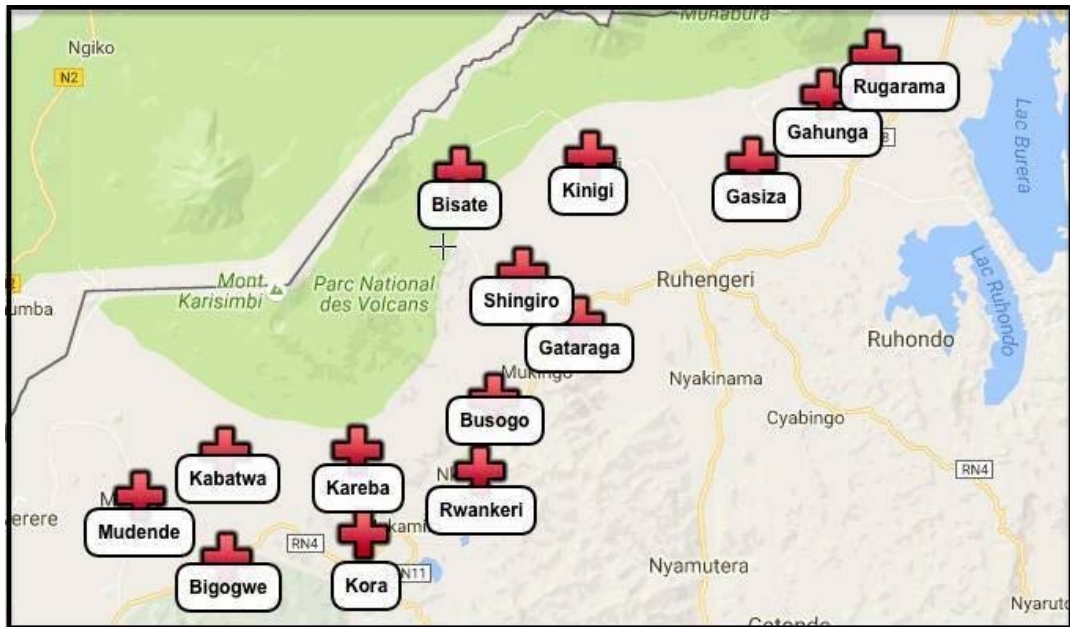 Muhabura
Ngiko
N2
Rugarama
Gahunga
8
Lac Burera
Kinigi
Gasiza
Bisate
Mont
Karisimbi
Parc National
des Volcans
Shingiro
Ruhengeri
umba
Gataraga
Ruhondo
Lac Ruhondo
Mukingo
Nyakinama
Busogo
Cyabingo
Kabatwa
Kareba
RN4
Rwankeri
erere
Mudende
kami
RN4
Bigogwe
Kora
N11
Nyamutera
Nyarut